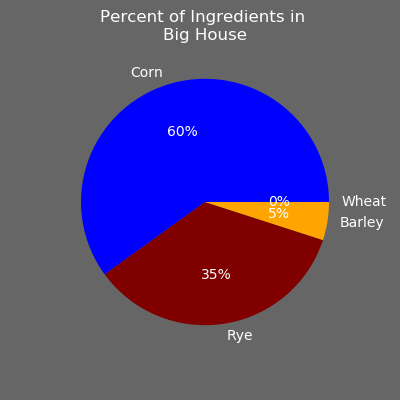 Percent of Ingredients in
Big House
Corn
60%
0%
Wheat
5%
Barley
35%
Rye